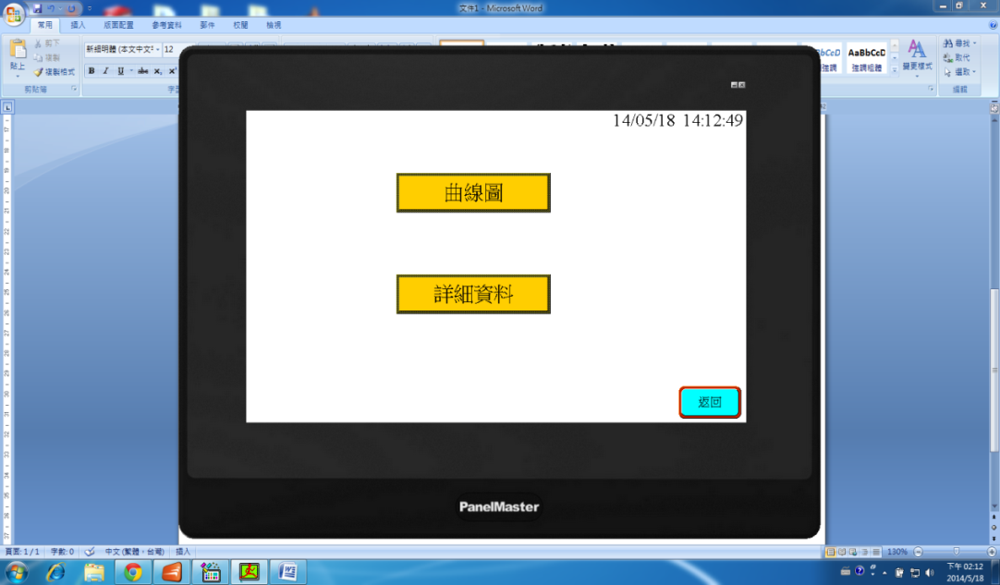 文件1 - Microsoft Word
常用 插入 版面配置 參考資料 郵件 校閱 檢視
貼上
剪下
複製
複製格式
剪貼簿
新細明體 (本文中文 12
B I U abc x₂ x²
AaBbCcD
強調粗體
變更樣式
尋找
取代
選取
編輯
14/05/18 14:12:49
曲線圖
詳細資料
返回
PanelMaster
頁面: 1/1 字數: 0 中文 (繁體，台灣) 插入
130%
下午 02:12
2014/5/18